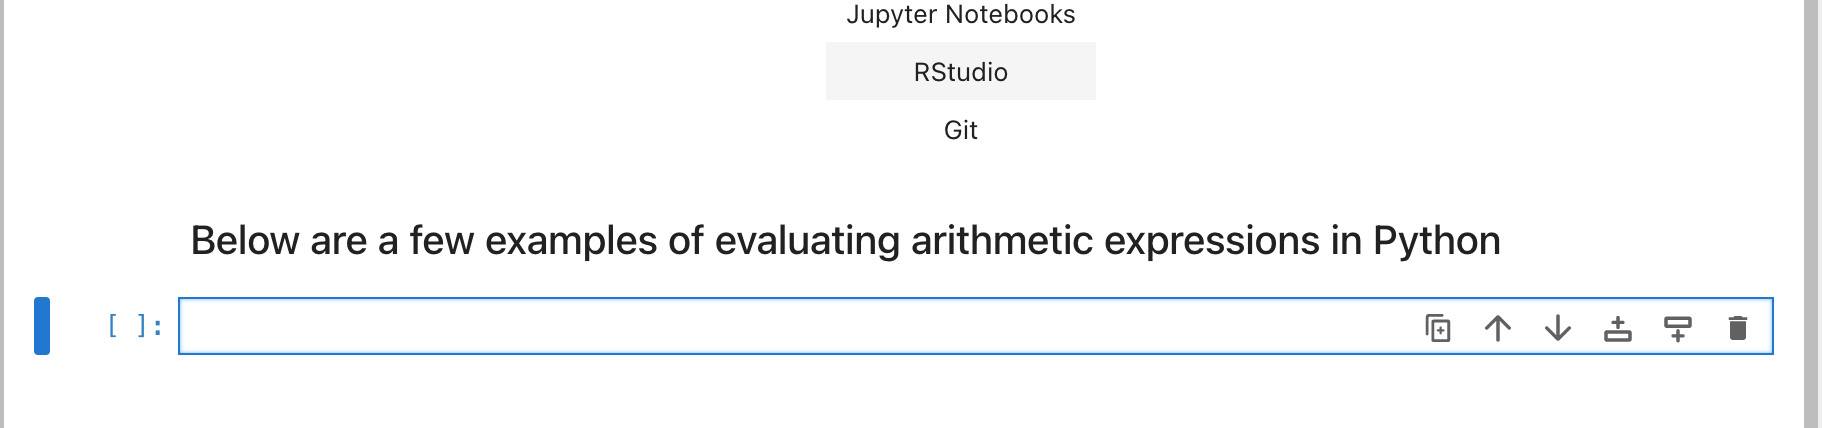 Jupyter Notebooks
RStudio
Git
Below are a few examples of evaluating arithmetic expressions in Python
[ ]: